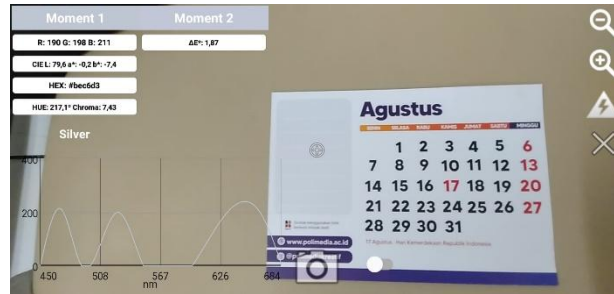 Moment 1
Moment 2
R: 190 G: 198 B: 211
ΔE*: 1,87
CIE L: 79,6 a*: -0,2 b*: -7,4
HEX: #bec6d3
HUE: 217,1° Chroma: 7,43
Silver
400
200
0
450 508 567 626 684
nm
Agustus
SENIN SELASA RABU KAMIS JUMAT SABTU MINGGU
1 2 3 4 5 6
7 8 9 10 11 12 13
14 15 16 17 18 19 20
21 22 23 24 25 26 27
28 29 30 31
17 Agustus : Hari Kemerdekaan Republik Indonesia
www.polimedia.ac.id